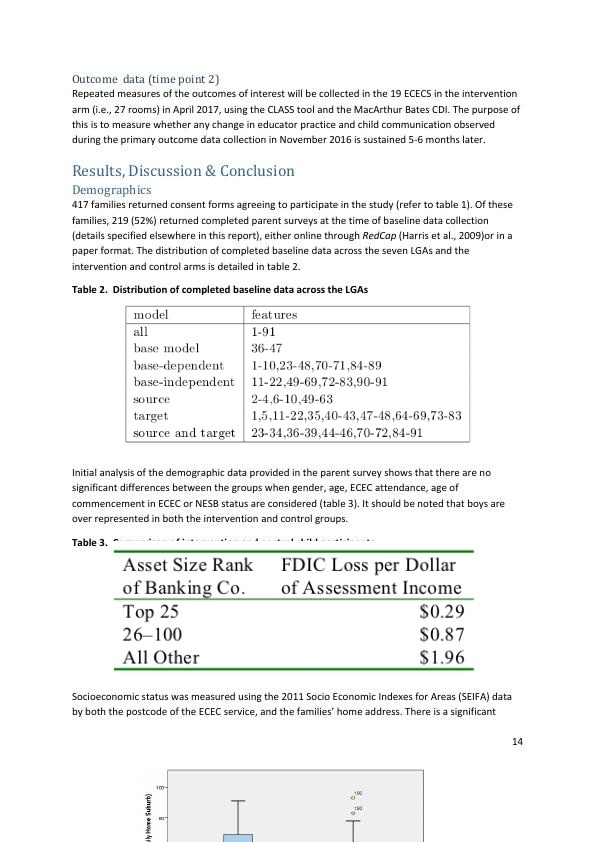 Outcome data (time point 2)
Repeated measures of the outcomes of interest will be collected in the 19 ECECS in the intervention
arm (i.e., 27 rooms) in April 2017, using the CLASS tool and the MacArthur Bates CDI. The purpose of
this is to measure whether any change in educator practice and child communication observed
during the primary outcome data collection in November 2016 is sustained 5-6 months later.
Results, Discussion & Conclusion
Demographics
417 families returned consent forms agreeing to participate in the study (refer to table 1). Of these
families, 219 (52%) returned completed parent surveys at the time of baseline data collection
(details specified elsewhere in this report), either online through RedCap (Harris et al., 2009)or in a
paper format. The distribution of completed baseline data across the seven LGAs and the
intervention and control arms is detailed in table 2.
Table 2. Distribution of completed baseline data across the LGAs
model features
all 1-91
base model 36-47
base-dependent 1-10,23-48,70-71,84-89
base-independent 11-22,49-69,72-83,90-91
source 2-4,6-10,49-63
target 1,5,11-22,35,40-43,47-48,64-69,73-83
source and target 23-34,36-39,44-46,70-72,84-91
Initial analysis of the demographic data provided in the parent survey shows that there are no
significant differences between the groups when gender, age, ECEC attendance, age of
commencement in ECEC or NESB status are considered (table 3). It should be noted that boys are
over represented in both the intervention and control groups.
Table 3.
Asset Size Rank FDIC Loss per Dollar
of Banking Co. of Assessment Income
Top 25 $0.29
26–100 $0.87
All Other $1.96
Socioeconomic status was measured using the 2011 Socio Economic Indexes for Areas (SEIFA) data
by both the postcode of the ECEC service, and the families' home address. There is a significant
14
100
80
ily Home Suburb)